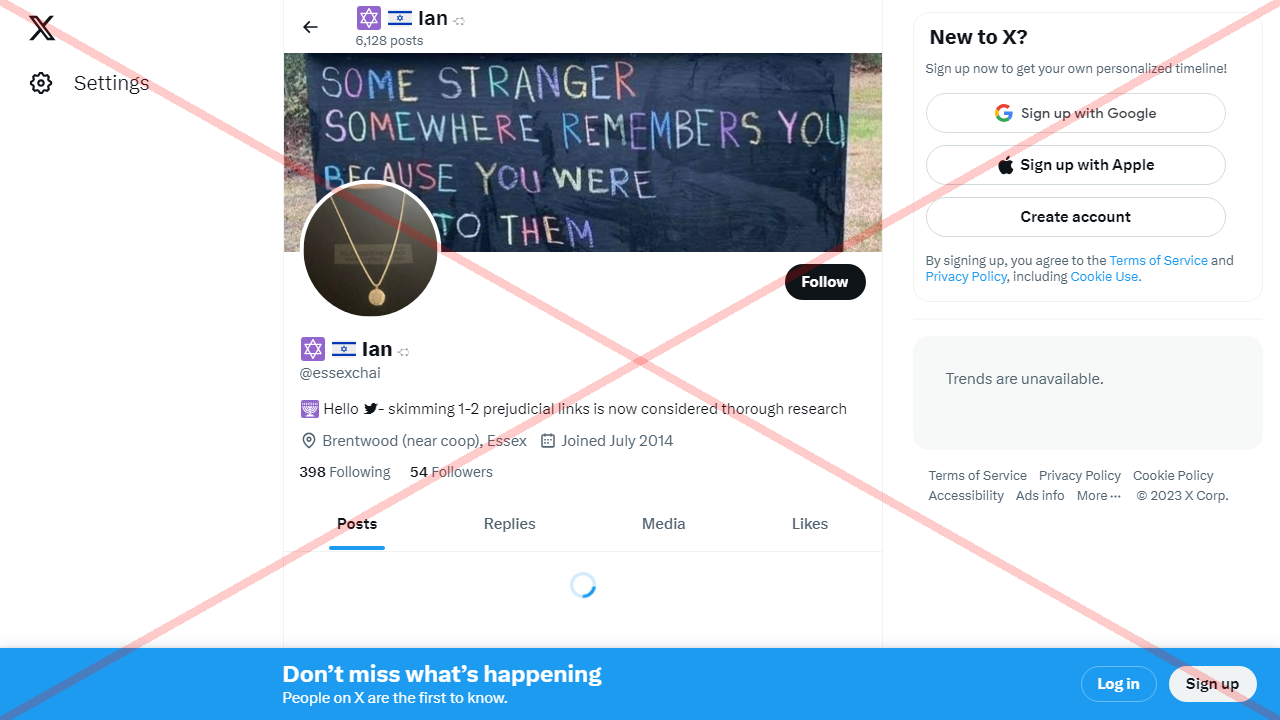 Settings
Ian
6,128 posts
SOME STRANGER
SOMEWHERE REMEMBERS YOU
BECAUSE YOU WERE
TO THEM
Follow
Ian
@essexchai
Hello - skimming 1-2 prejudicial links is now considered thorough research
Brentwood (near coop), Essex Joined July 2014
398 Following 54 Followers
Posts Replies Media Likes
New to X?
Sign up now to get your own personalized timeline!
Sign up with Google
Sign up with Apple
Create account
By signing up, you agree to the Terms of Service and
Privacy Policy, including Cookie Use.
Trends are unavailable.
Terms of Service Privacy Policy Cookie Policy
Accessibility Ads info More ··· © 2023 X Corp.
Don’t miss what’s happening
People on X are the first to know.
Log in Sign up